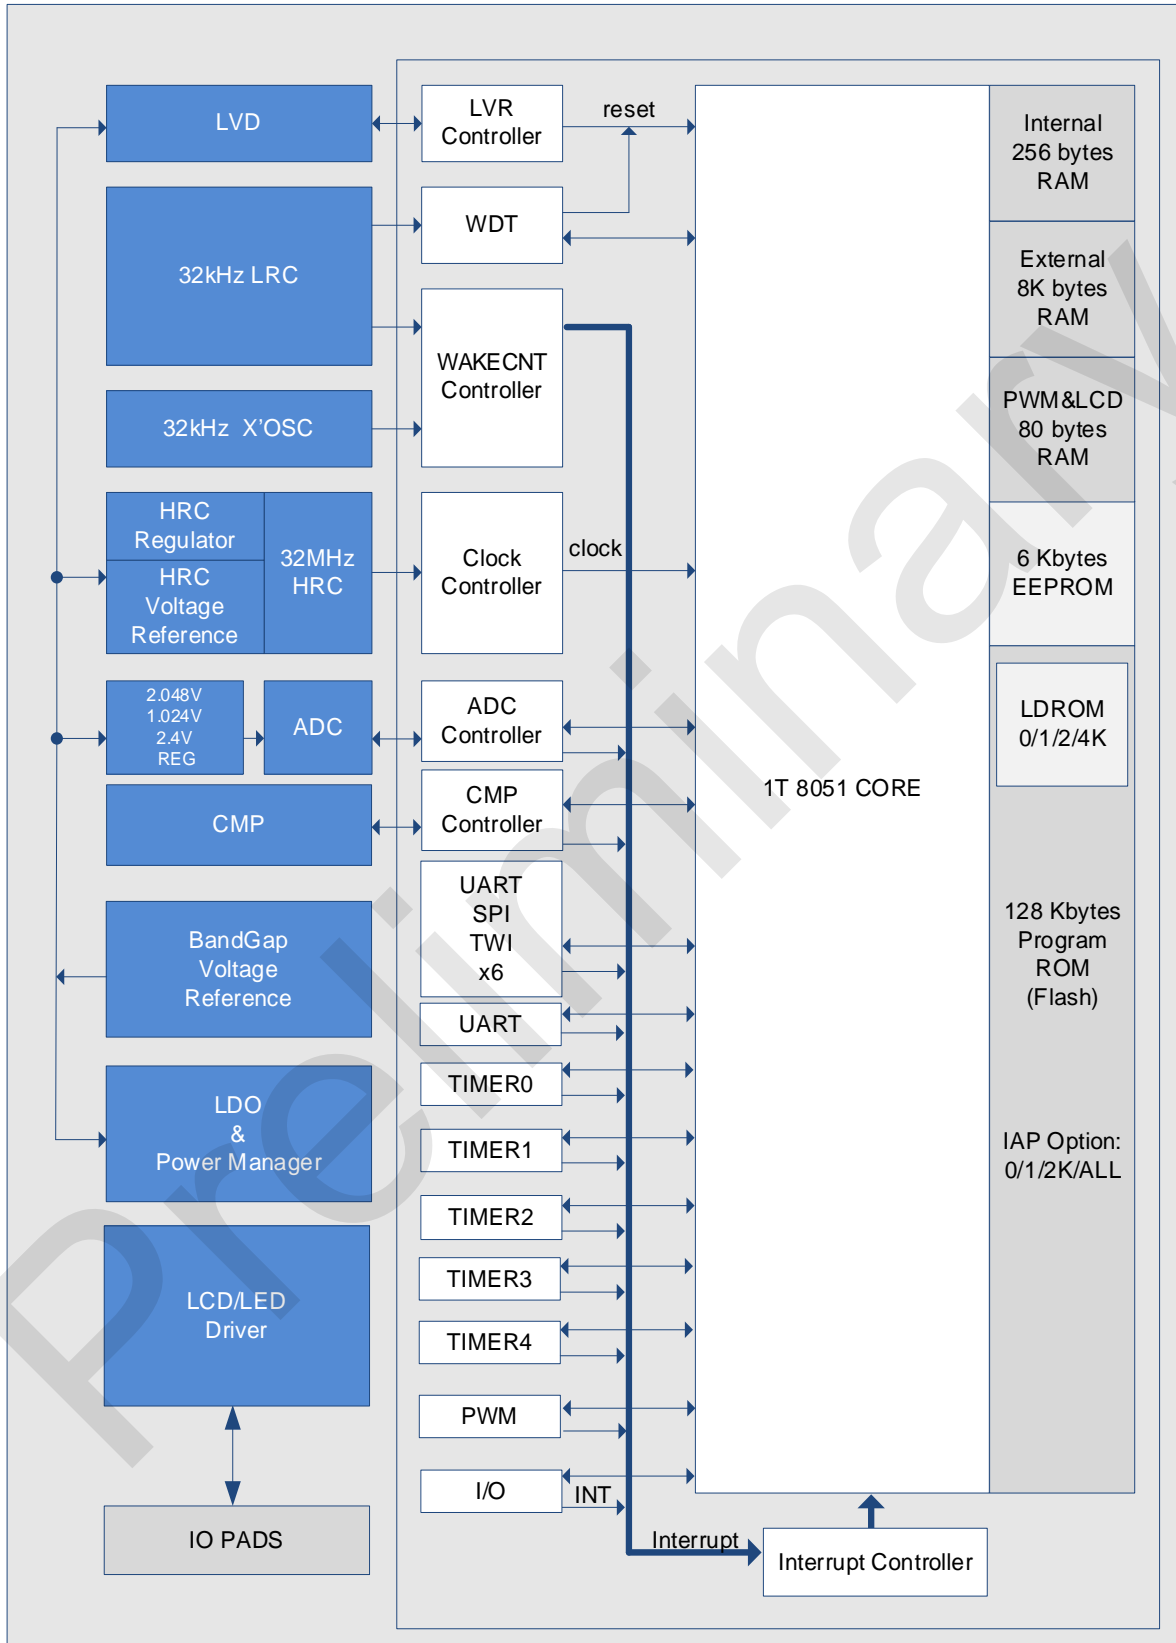 LVD
LVR
Controller
reset
Internal
256 bytes
RAM
32kHz LRC
WDT
External
8K bytes
RAM
WAKECNT
Controller
32kHz X'OSC
PWM&LCD
80 bytes
RAM
HRC
Regulator
HRC
Voltage
Reference
32MHz
HRC
Clock
Controller
clock
6 Kbytes
EEPROM
2.048V
1.024V
2.4V
REG
ADC
ADC
Controller
LDROM
0/1/2/4K
CMP
CMP
Controller
1T 8051 CORE
UART
SPI
TWI
x6
BandGap
Voltage
Reference
128 Kbytes
Program
ROM
(Flash)
UART
TIMER0
LDO
&
Power Manager
TIMER1
IAP Option:
0/1/2K/ALL
TIMER2
TIMER3
LCD/LED
Driver
TIMER4
PWM
I/O
INT
IO PADS
Interrupt
Interrupt Controller
Preliminary